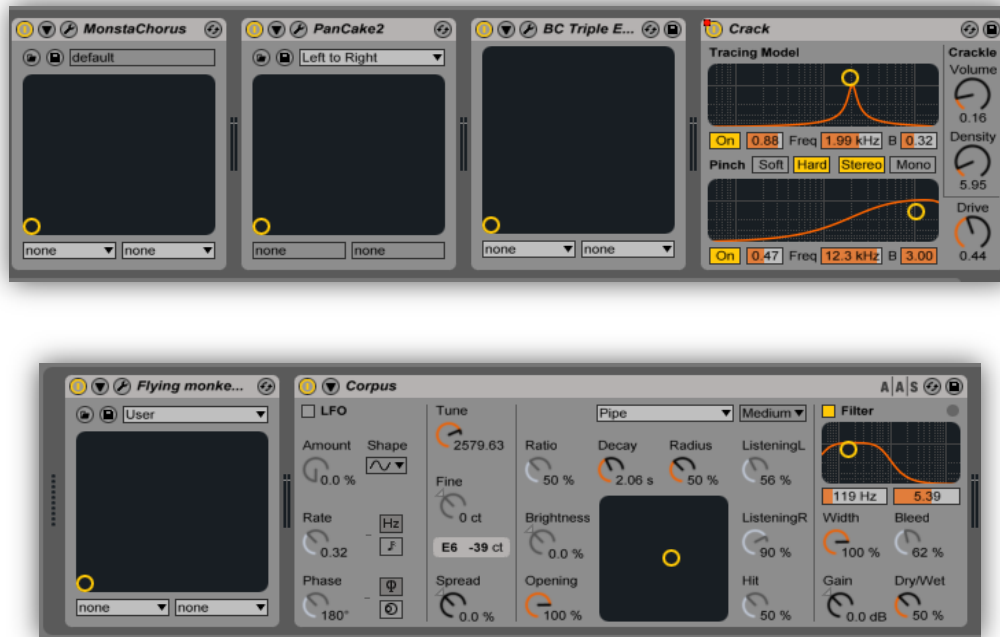 MonstaChorus
default
none none
PanCake2
Left to Right
none none
BC Triple E...
none none
Crack
Tracing Model
On 0.88 Freq 1.99 kHz B 0.32
Pinch Soft Hard Stereo Mono
On 0.47 Freq 12.3 kHz B 3.00
Crackle
Volume
0.16
Density
5.95
Drive
0.44
Flying monke...
User
none none
Corpus
A|A|S
LFO
Amount Shape
0.0 %
Rate
0.32
Hz
Phase
180°
Φ
Tune
2579.63
Fine
0 ct
E6 -39 ct
Spread
0.0 %
Pipe Medium
Ratio Decay Radius ListeningL
50 % 2.06 s 50 % 56 %
Brightness
0.0 %
ListeningR
90 %
Opening
100 %
Hit
50 %
Filter
119 Hz 5.39
Width Bleed
100 % 62 %
Gain Dry/Wet
0.0 dB 50 %